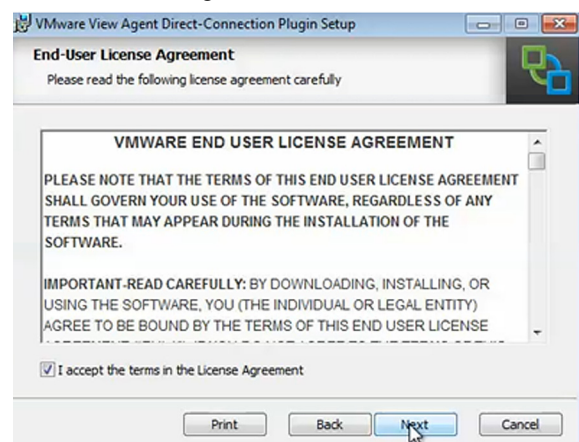 VMware View Agent Direct-Connection Plugin Setup
End-User License Agreement
Please read the following license agreement carefully
VMWARE END USER LICENSE AGREEMENT
PLEASE NOTE THAT THE TERMS OF THIS END USER LICENSE AGREEMENT
SHALL GOVERN YOUR USE OF THE SOFTWARE, REGARDLESS OF ANY
TERMS THAT MAY APPEAR DURING THE INSTALLATION OF THE
SOFTWARE.
IMPORTANT-READ CAREFULLY: BY DOWNLOADING, INSTALLING, OR
USING THE SOFTWARE, YOU (THE INDIVIDUAL OR LEGAL ENTITY)
AGREE TO BE BOUND BY THE TERMS OF THIS END USER LICENSE
I accept the terms in the License Agreement
Print Back Next Cancel